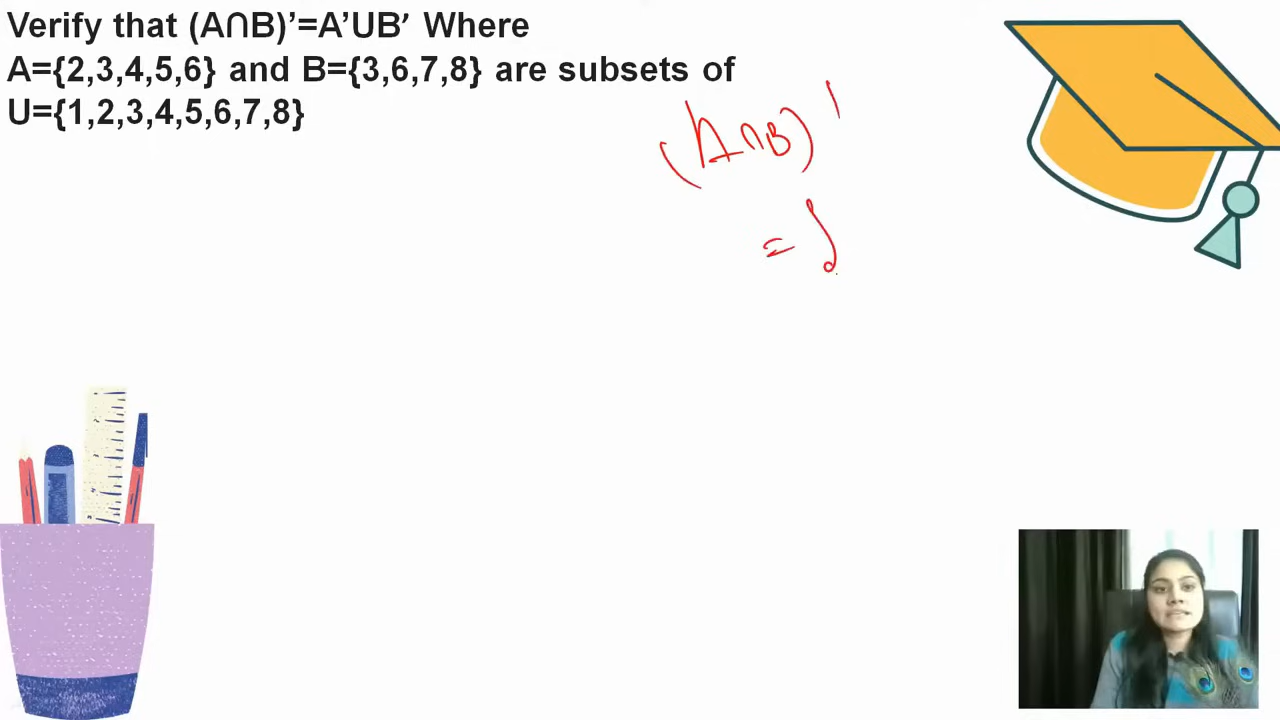 Verify that (A∩B)’=A’UB’ Where
A={2,3,4,5,6} and B={3,6,7,8} are subsets of
U={1,2,3,4,5,6,7,8}
(A∩B)'
=